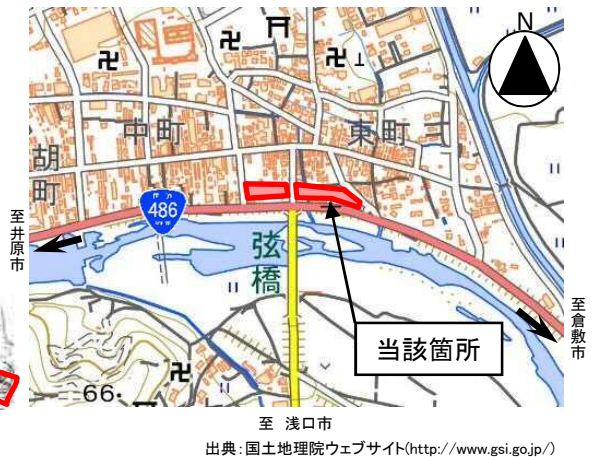 N
中町
東町
胡町
486
至井原市
弦橋
至倉敷市
当該箇所
66.
至 浅口市
出典:国土地理院ウェブサイト(http://www.gsi.go.jp/)